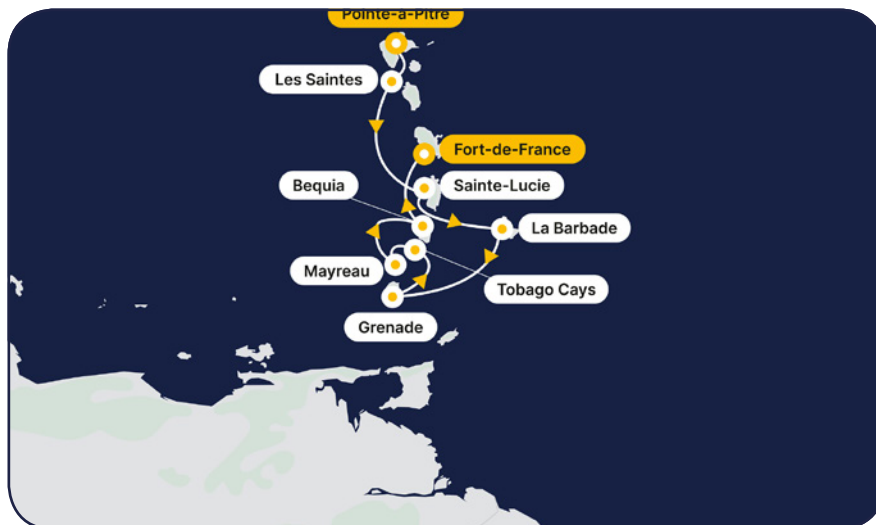 Pointe-à-Pitre
Les Saintes
Fort-de-France
Bequia
Sainte-Lucie
La Barbade
Mayreau
Tobago Cays
Grenade